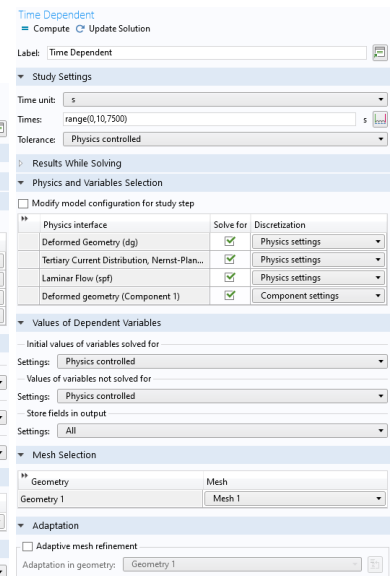 Time Dependent
= Compute Update Solution
Label: Time Dependent
Study Settings
Time unit: s
Times: range(0,10,7500) s
Tolerance: Physics controlled
Results While Solving
Physics and Variables Selection
Modify model configuration for study step
Physics interface Solve for Discretization
Deformed Geometry (dg) Physics settings
Tertiary Current Distribution, Nernst-Plan... Physics settings
Laminar Flow (spf) Physics settings
Deformed geometry (Component 1) Component settings
Values of Dependent Variables
Initial values of variables solved for
Settings: Physics controlled
Values of variables not solved for
Settings: Physics controlled
Store fields in output
Settings: All
Mesh Selection
Geometry Mesh
Geometry 1 Mesh 1
Adaptation
Adaptive mesh refinement
Adaptation in geometry: Geometry 1